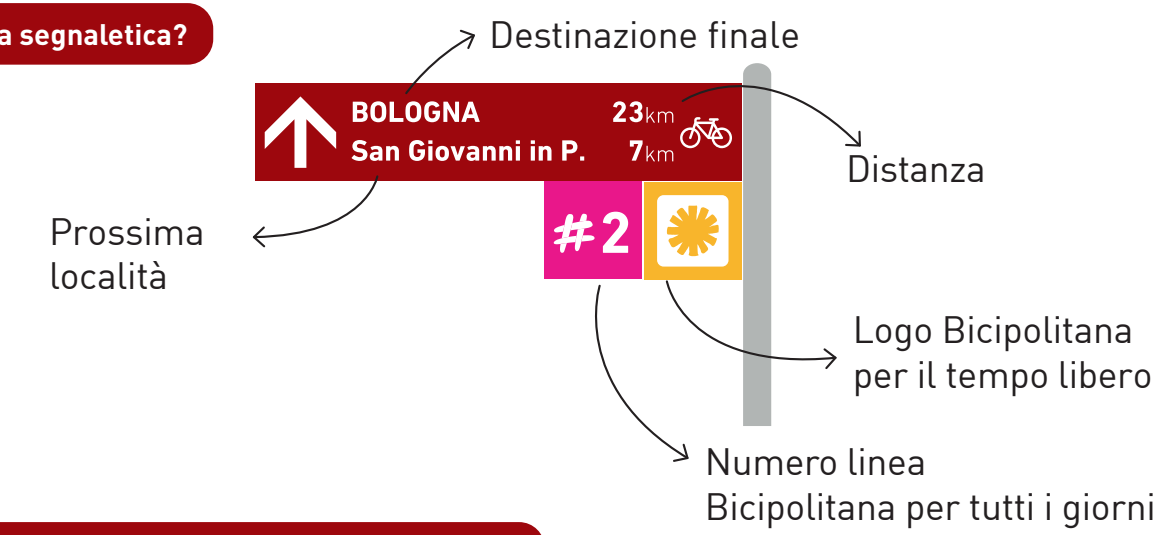 a segnaletica?
Destinazione finale
BOLOGNA 23km
San Giovanni in P. 7km
Distanza
Prossima
località
#2
Logo Bicipolitana
per il tempo libero
Numero linea
Bicipolitana per tutti i giorni